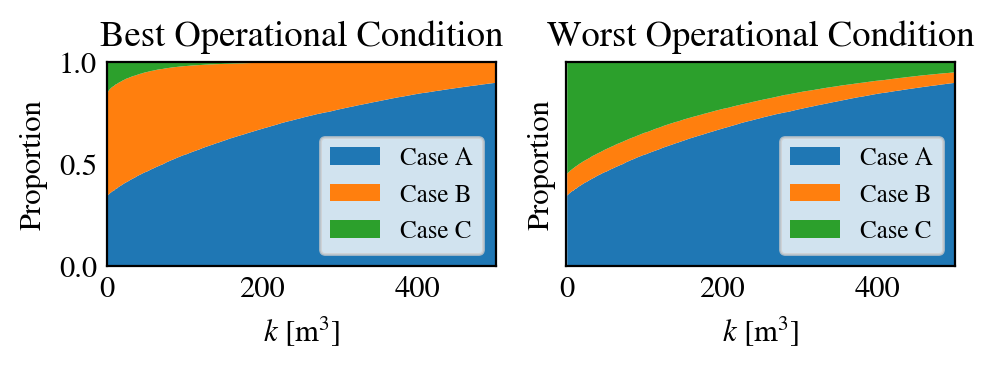 Best Operational Condition
Proportion
1.0
0.5
0.0
Case A
Case B
Case C
0 200 400
k [m³]
Worst Operational Condition
Proportion
Case A
Case B
Case C
0 200 400
k [m³]